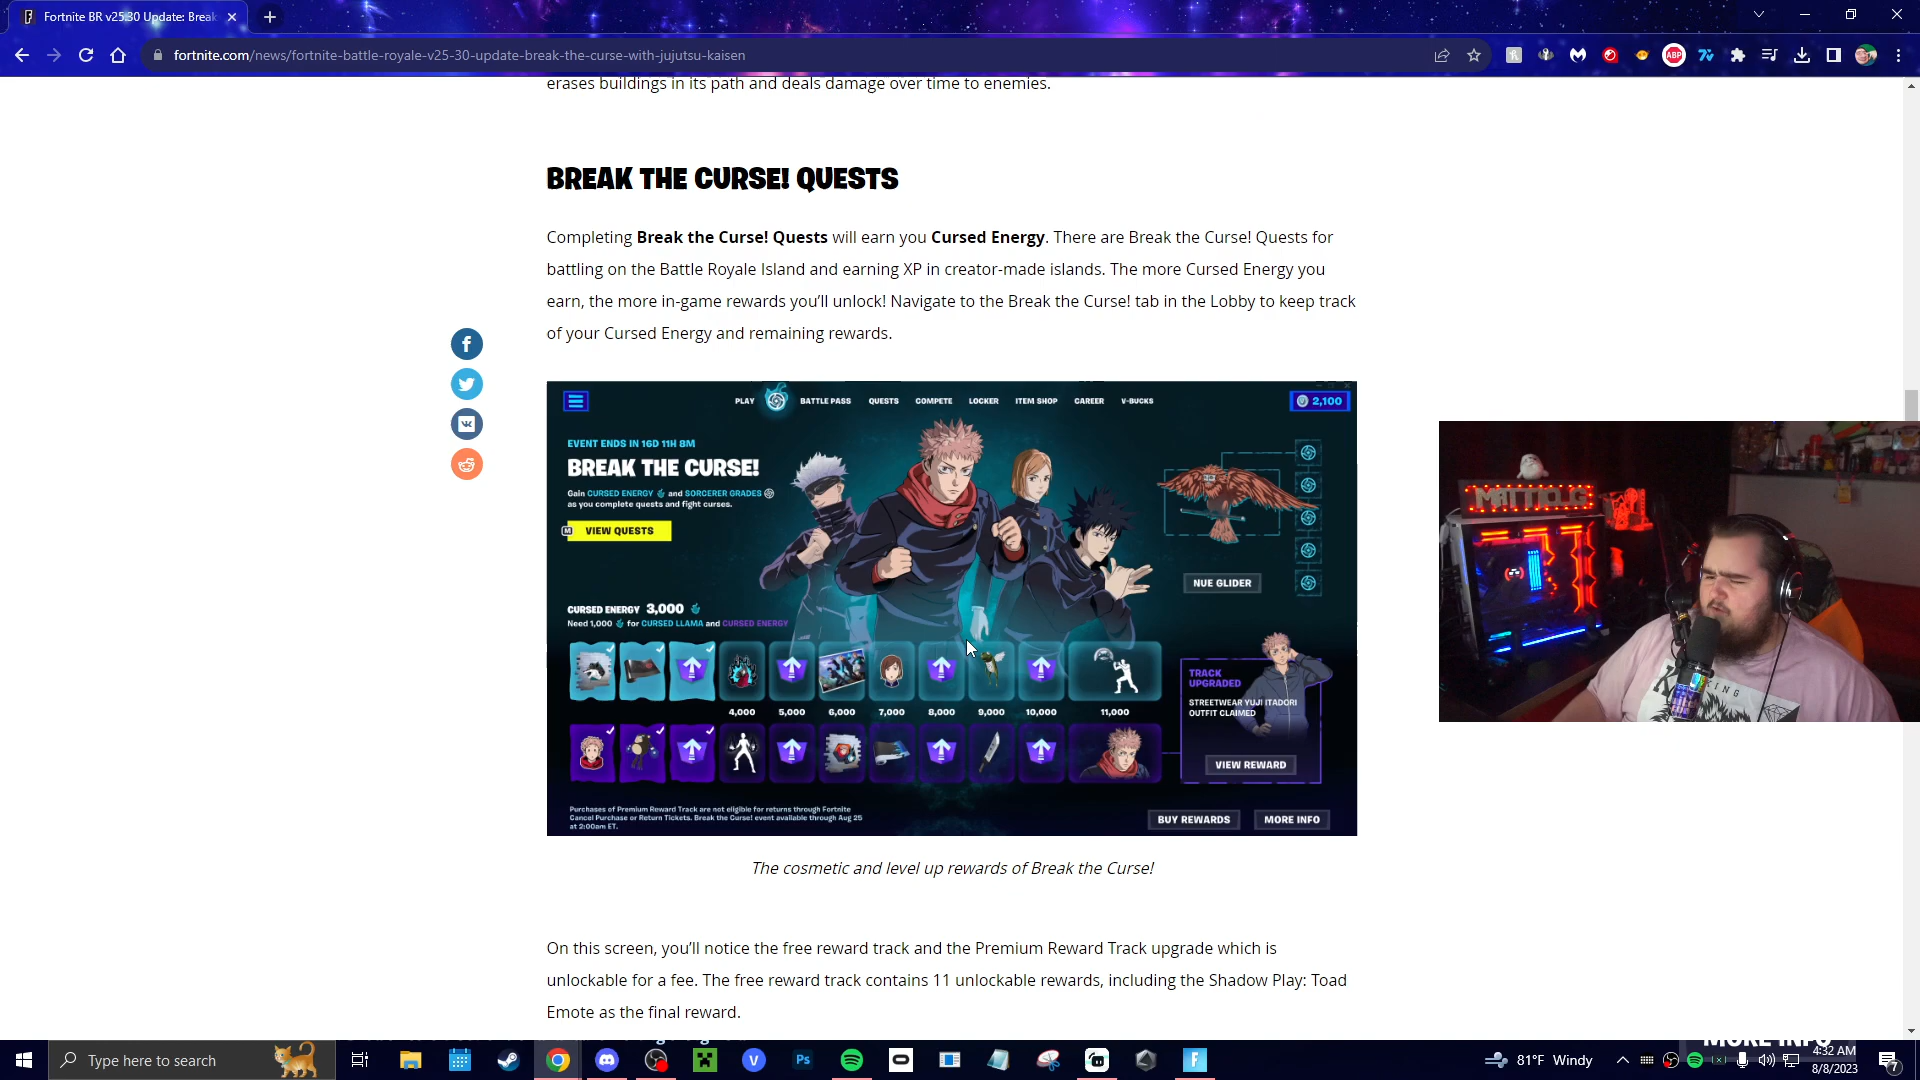 Fortnite BR v25.30 Update: Break
fortnite.com/news/fortnite-battle-royale-v25-30-update-break-the-curse-with-jujutsu-kaisen
ABP
erases buildings in its path and deals damage over time to enemies.
BREAK THE CURSE! QUESTS
Completing Break the Curse! Quests will earn you Cursed Energy. There are Break the Curse! Quests for
battling on the Battle Royale Island and earning XP in creator-made islands. The more Cursed Energy you
earn, the more in-game rewards you’ll unlock! Navigate to the Break the Curse! tab in the Lobby to keep track
of your Cursed Energy and remaining rewards.
PLAY BATTLE PASS QUESTS COMPETE LOCKER ITEM SHOP CAREER V-BUCKS 2,100
EVENT ENDS IN 16D 11H 8M
BREAK THE CURSE!
Gain CURSED ENERGY and SORCERER GRADES
as you complete quests and fight curses.
M VIEW QUESTS
NUE GLIDER
CURSED ENERGY 3,000
Need 1,000 for CURSED LLAMA and CURSED ENERGY
4,000 5,000 6,000 7,000 8,000 9,000 10,000 11,000
TRACK
UPGRADED
STREETWEAR YUJI ITADORI
OUTFIT CLAIMED
VIEW REWARD
Purchases of Premium Reward Track are not eligible for returns through Fortnite
Cancel Purchase or Return Tickets. Break the Curse! event available through Aug 25
at 2:00am ET.
BUY REWARDS MORE INFO
MATTIOLG
KING
The cosmetic and level up rewards of Break the Curse!
On this screen, you’ll notice the free reward track and the Premium Reward Track upgrade which is
unlockable for a fee. The free reward track contains 11 unlockable rewards, including the Shadow Play: Toad
Emote as the final reward.
MORE INFO
Type here to search
Ps
81°F Windy
4:32 AM
8/8/2023
7